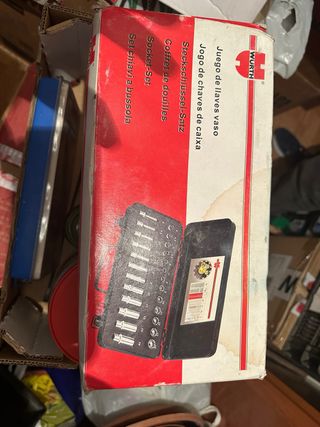 WÜRTH
Juego de llaves vaso
Jogo de chaves de caixa
Steckschlüssel-Satz
Coffret de douilles
Socket-Set
Set chiavi a bussola